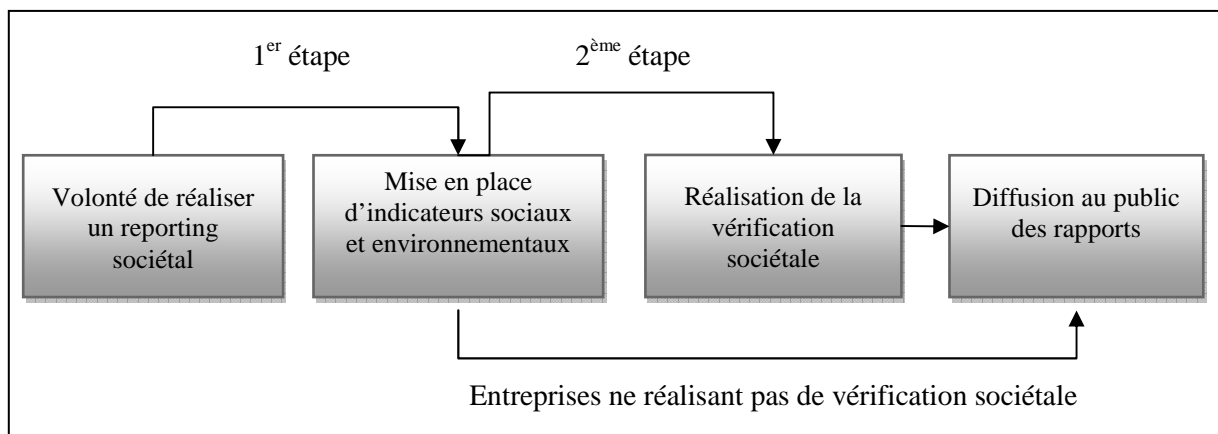 1er étape
2ème étape
Volonté de réaliser
un reporting
sociétal
Mise en place
d’indicateurs sociaux
et environnementaux
Réalisation de la
vérification
sociétale
Diffusion au public
des rapports
Entreprises ne réalisant pas de vérification sociétale